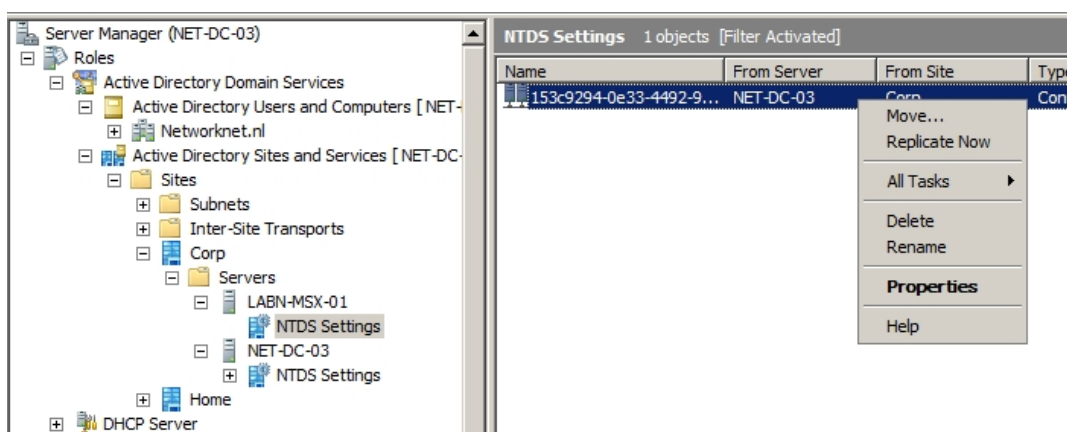 Server Manager (NET-DC-03)
Roles
Active Directory Domain Services
Active Directory Users and Computers [ NET-
Networknet.nl
Active Directory Sites and Services [ NET-DC-
Sites
Subnets
Inter-Site Transports
Corp
Servers
LABN-MSX-01
NTDS Settings
NET-DC-03
NTDS Settings
Home
DHCP Server
NTDS Settings 1 objects [Filter Activated]
Name From Server From Site Type
153c9294-0e33-4492-9... NET-DC-03 Corp Con
Move...
Replicate Now
All Tasks
Delete
Rename
Properties
Help